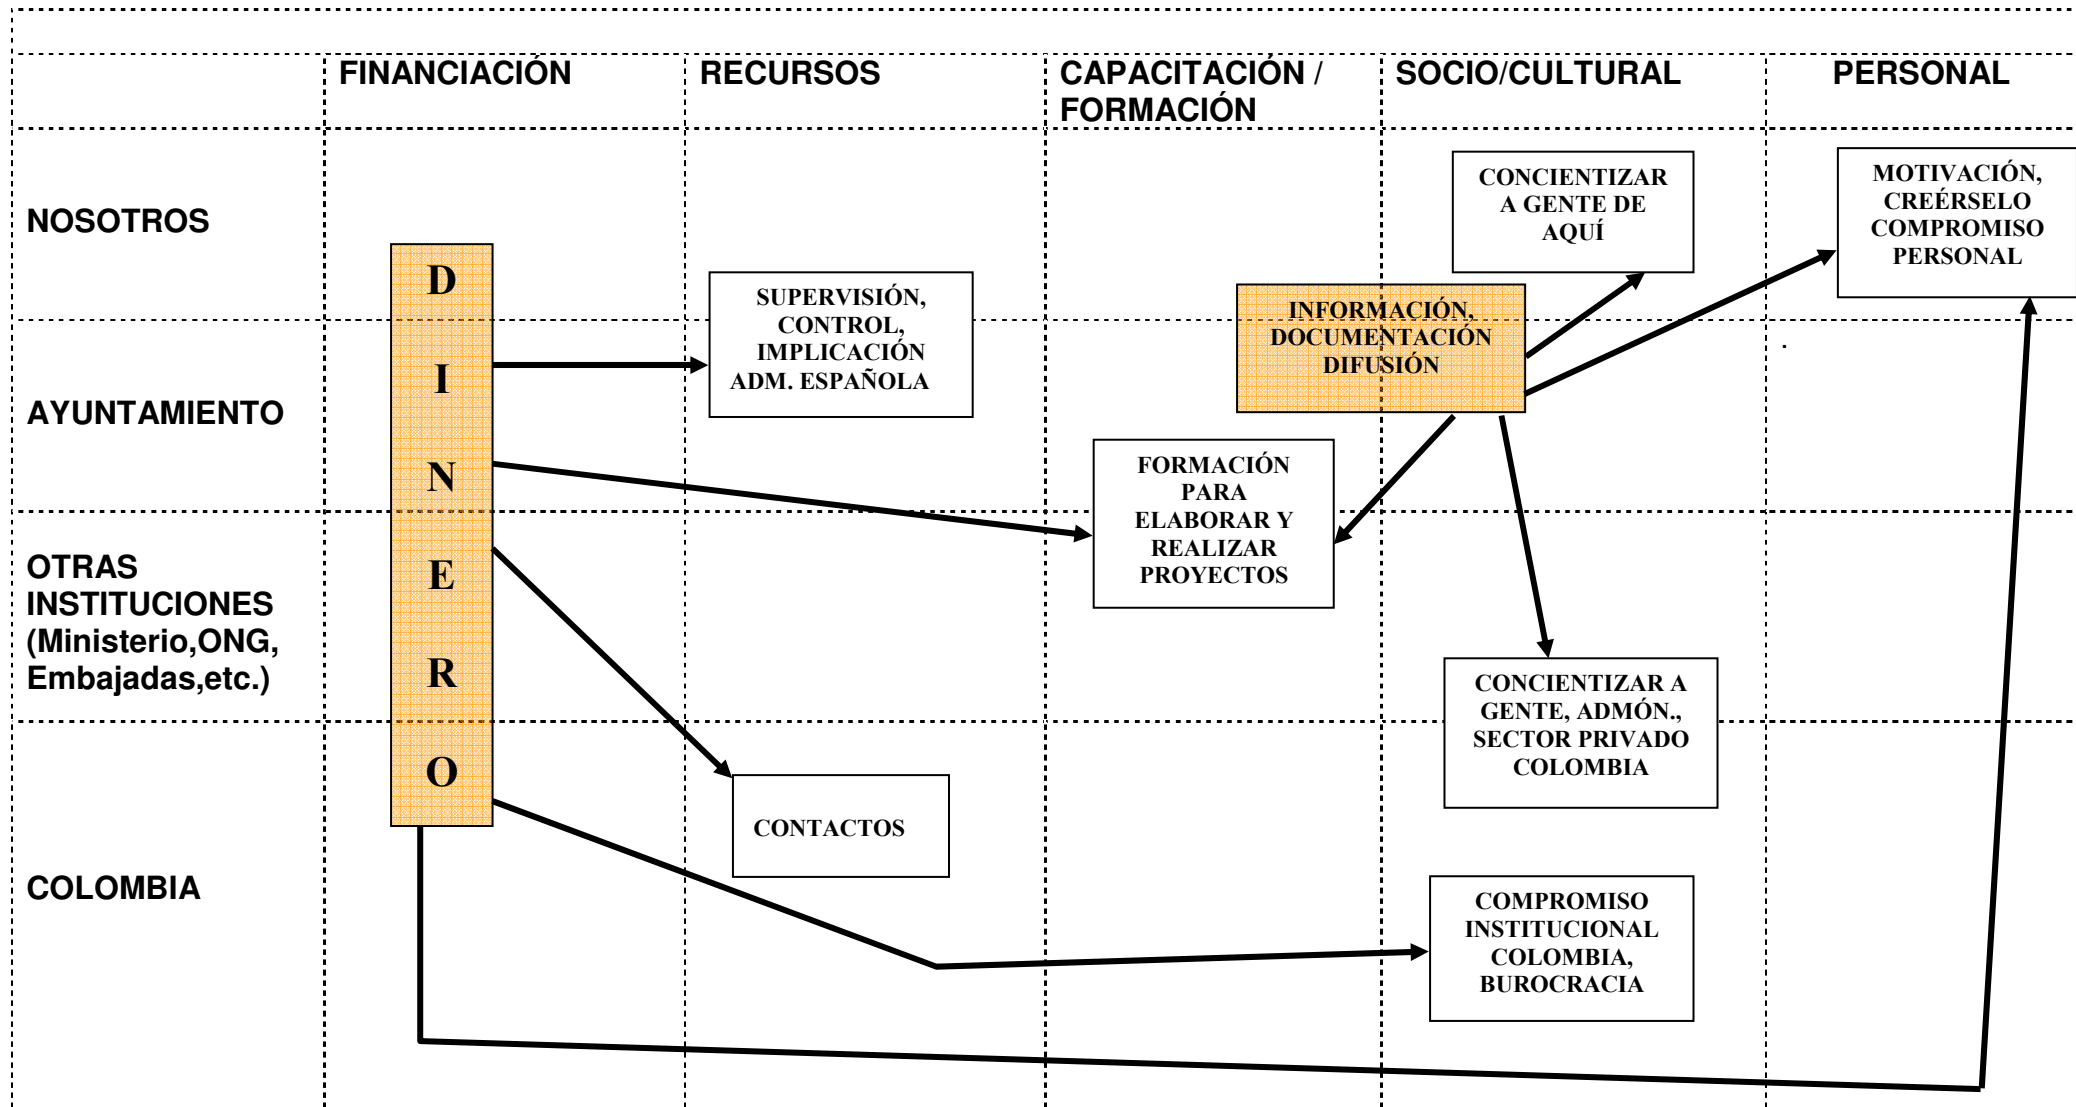 FINANCIACIÓN
RECURSOS
CAPACITACIÓN /
FORMACIÓN
SOCIO/CULTURAL
PERSONAL
NOSOTROS
AYUNTAMIENTO
OTRAS
INSTITUCIONES
(Ministerio,ONG,
Embajadas,etc.)
COLOMBIA
D
I
N
E
R
O
SUPERVISIÓN,
CONTROL,
IMPLICACIÓN
ADM. ESPAÑOLA
CONTACTOS
FORMACIÓN
PARA
ELABORAR Y
REALIZAR
PROYECTOS
INFORMACIÓN,
DOCUMENTACIÓN
DIFUSIÓN
CONCIENTIZAR
A GENTE DE
AQUÍ
CONCIENTIZAR A
GENTE, ADMÓN.,
SECTOR PRIVADO
COLOMBIA
COMPROMISO
INSTITUCIONAL
COLOMBIA,
BUROCRACIA
MOTIVACIÓN,
CREÉRSELO
COMPROMISO
PERSONAL
.